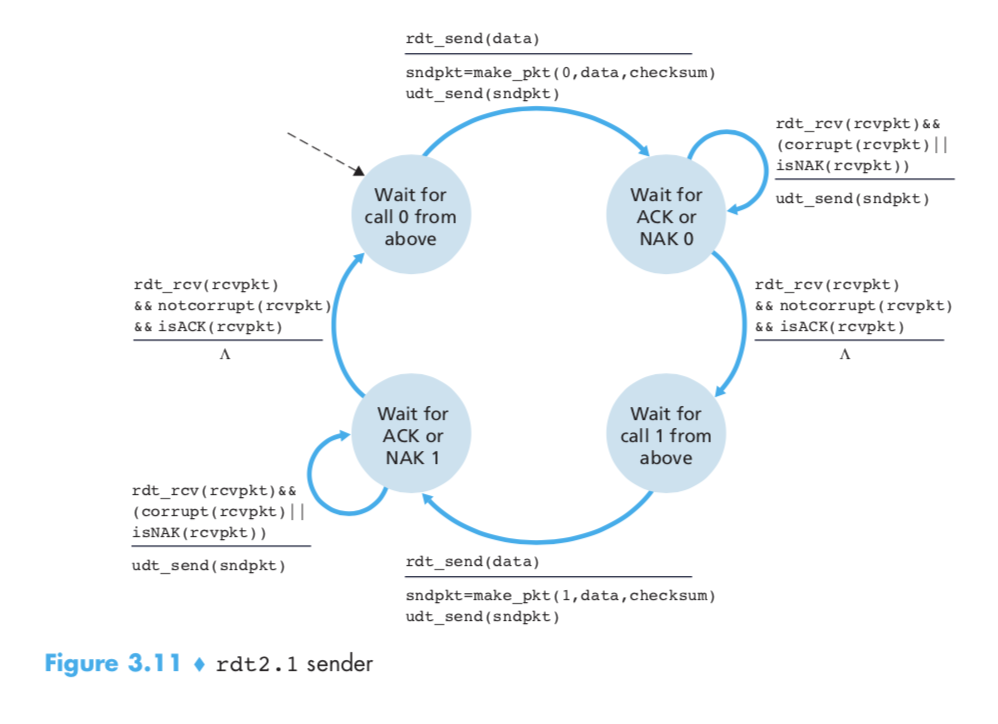 rdt_send(data)
sndpkt=make_pkt(0,data,checksum)
udt_send(sndpkt)
rdt_rcv(rcvpkt)&&
(corrupt(rcvpkt)||
isNAK(rcvpkt))
udt_send(sndpkt)
Wait for
call 0 from
above
Wait for
ACK or
NAK 0
rdt_rcv(rcvpkt)
&& notcorrupt(rcvpkt)
&& isACK(rcvpkt)
Λ
rdt_rcv(rcvpkt)
&& notcorrupt(rcvpkt)
&& isACK(rcvpkt)
Λ
Wait for
ACK or
NAK 1
Wait for
call 1 from
above
rdt_rcv(rcvpkt)&&
(corrupt(rcvpkt)||
isNAK(rcvpkt))
udt_send(sndpkt)
rdt_send(data)
sndpkt=make_pkt(1,data,checksum)
udt_send(sndpkt)
Figure 3.11 ♦ rdt2.1 sender